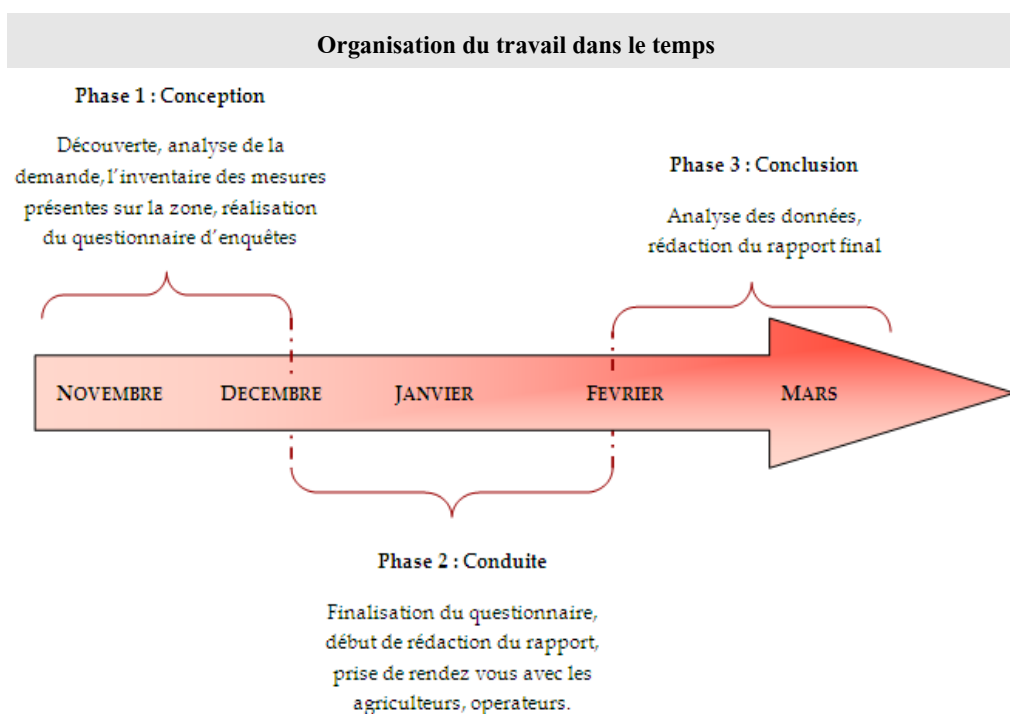 Organisation du travail dans le temps
Phase 1 : Conception
Découverte, analyse de la
demande, l'inventaire des mesures
présentes sur la zone, réalisation
du questionnaire d'enquêtes
Phase 3 : Conclusion
Analyse des données,
rédaction du rapport final
NOVEMBRE DECEMBRE JANVIER FEVRIER MARS
Phase 2 : Conduite
Finalisation du questionnaire,
début de rédaction du rapport,
prise de rendez vous avec les
agriculteurs, operateurs.